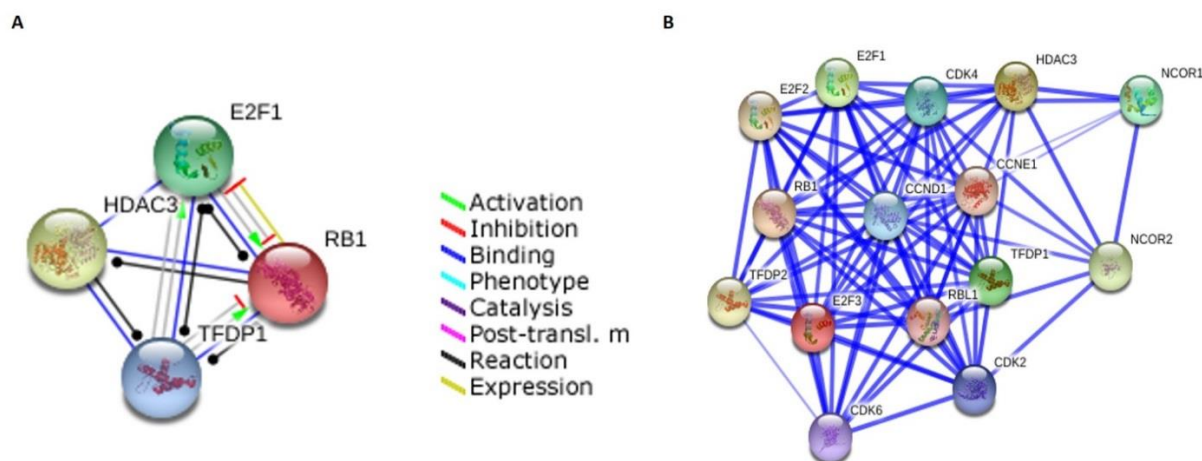 A
E2F1
HDAC3
RB1
TFDP1
Activation
Inhibition
Binding
Phenotype
Catalysis
Post-transl. m
Reaction
Expression
B
E2F1
CDK4
HDAC3
NCOR1
E2F2
CCNE1
RB1
CCND1
TFDP1
NCOR2
TFDP2
E2F3
RBL1
CDK2
CDK6